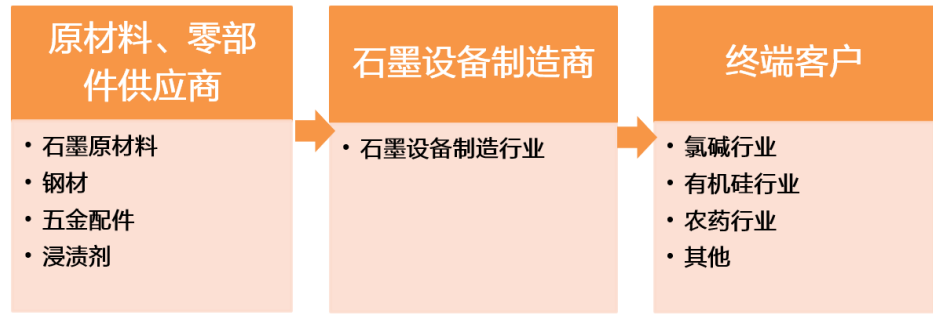 原材料、零部
件供应商
• 石墨原材料
• 钢材
• 五金配件
• 浸渍剂
石墨设备制造商
• 石墨设备制造行业
终端客户
• 氯碱行业
• 有机硅行业
• 农药行业
• 其他